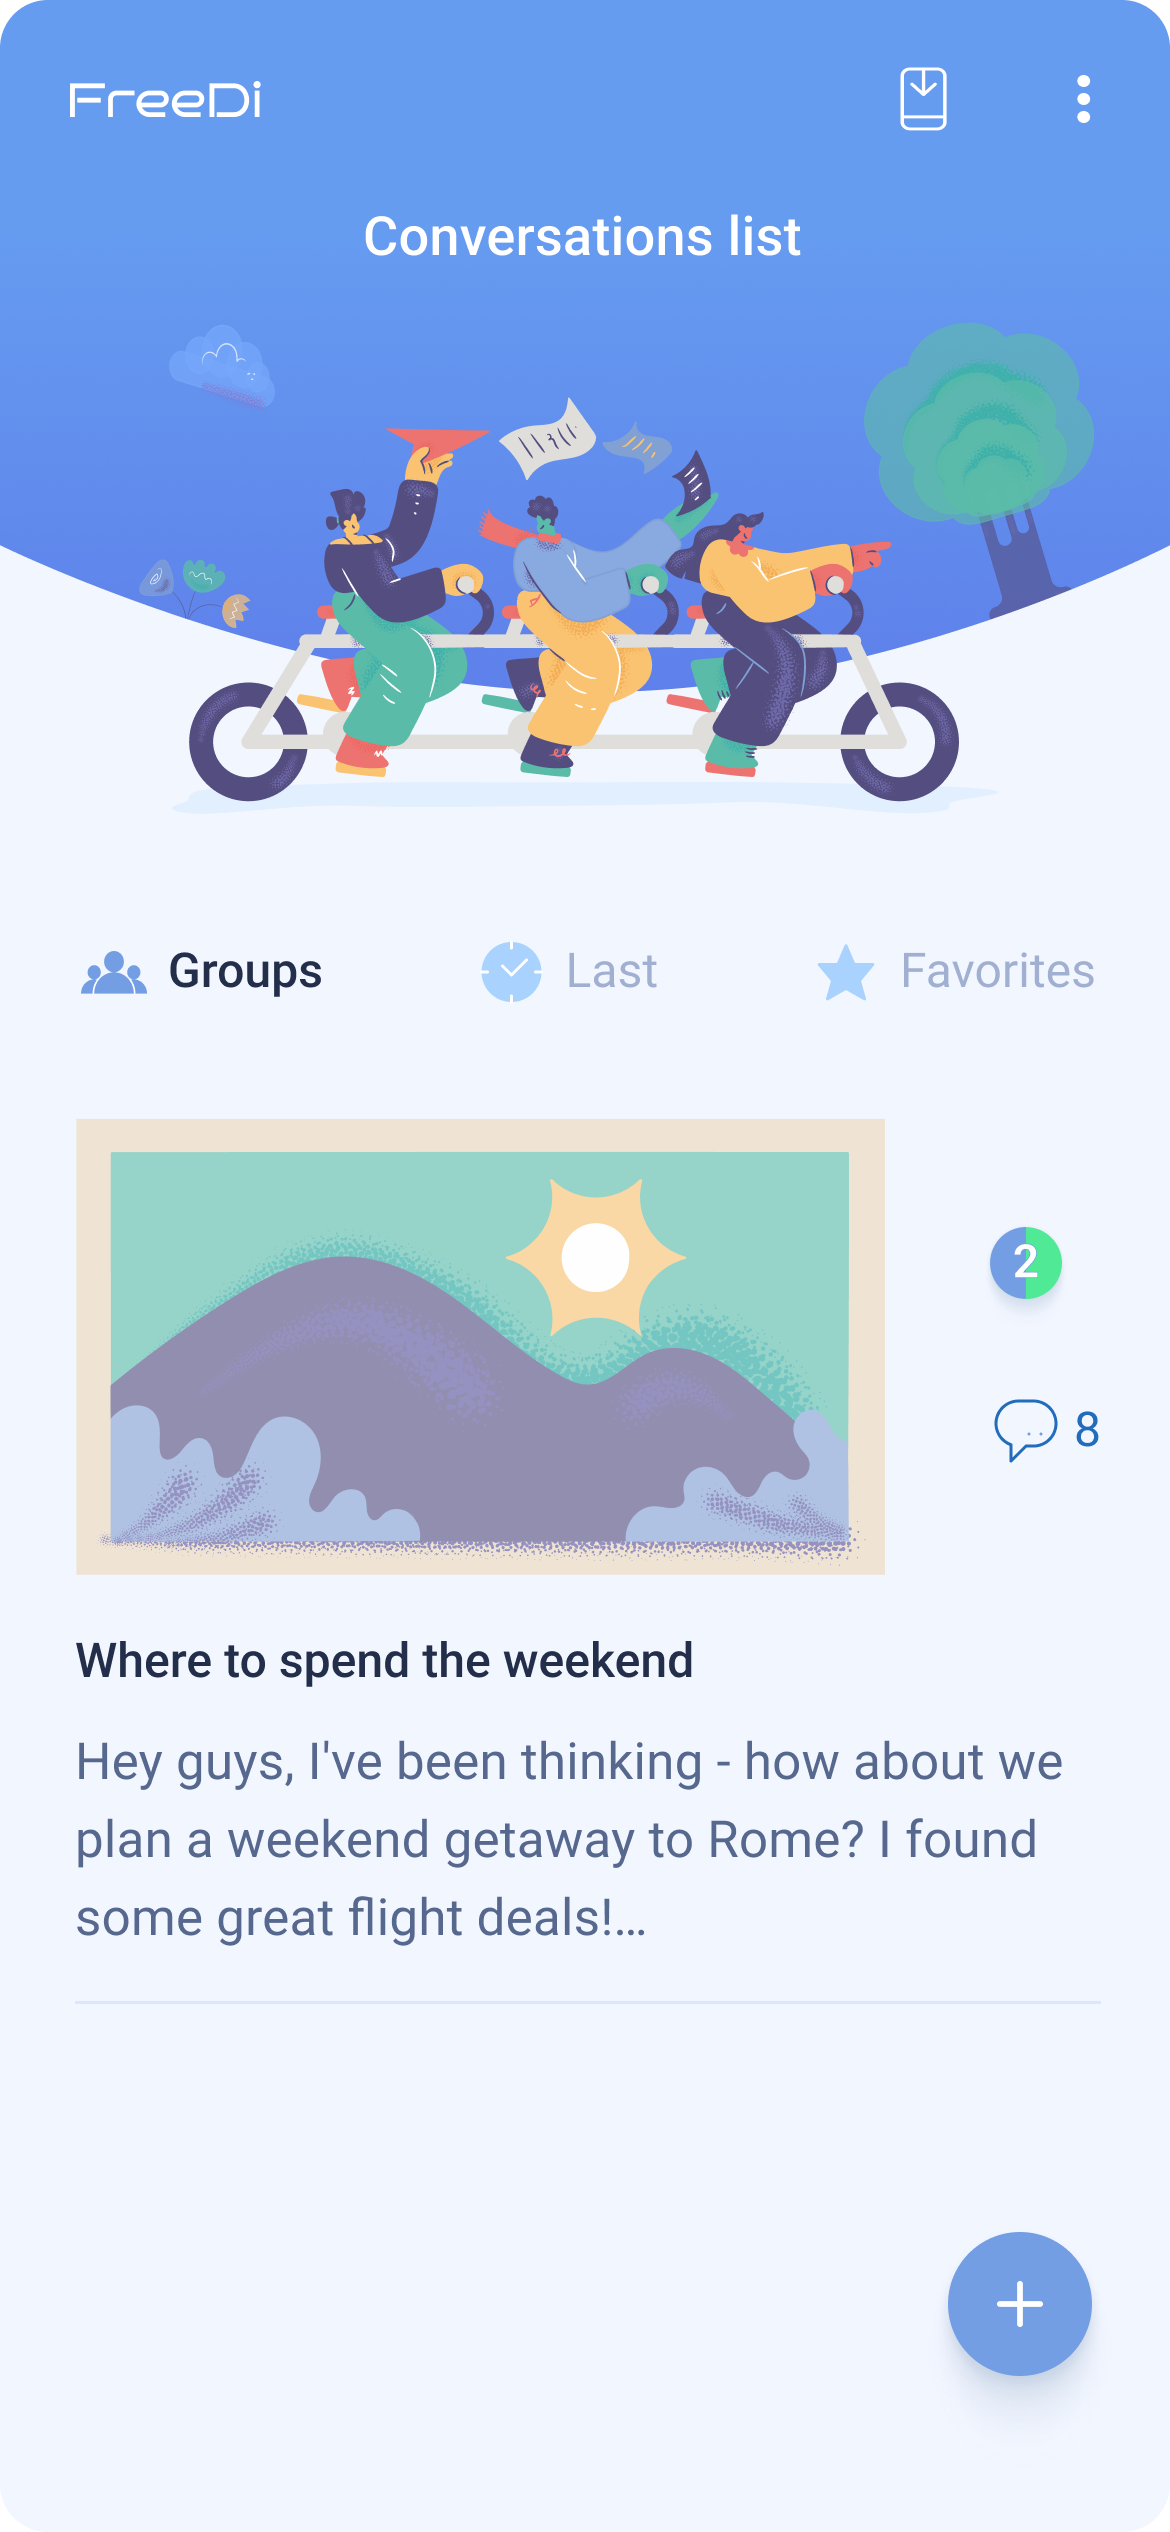 FreeDi
Conversations list
Groups
Last
Favorites
2
8
Where to spend the weekend
Hey guys, I've been thinking - how about we
plan a weekend getaway to Rome? I found
some great flight deals!...